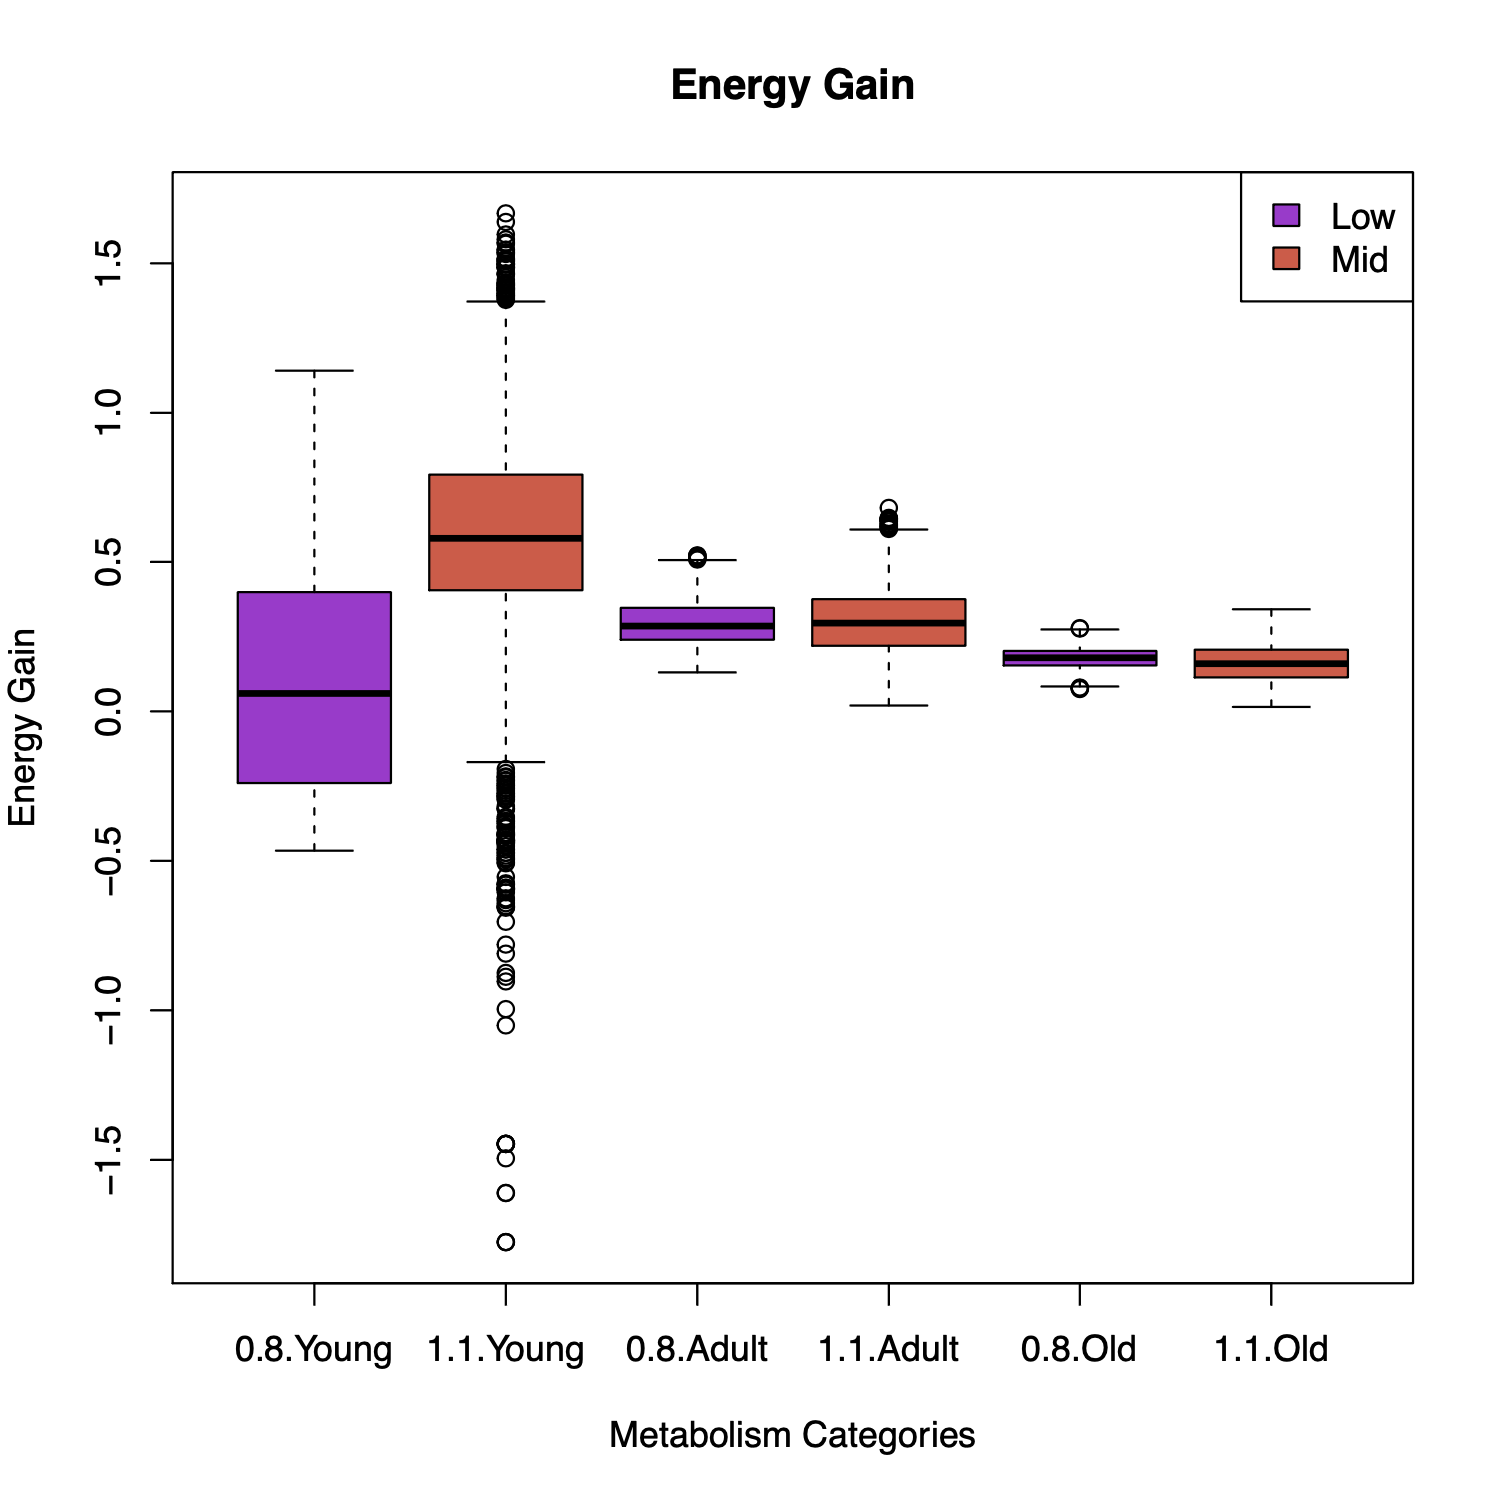 Energy Gain
Low
Mid
Energy Gain
1.5
1.0
0.5
0.0
−0.5
−1.0
−1.5
0.8.Young 1.1.Young 0.8.Adult 1.1.Adult 0.8.Old 1.1.Old
Metabolism Categories